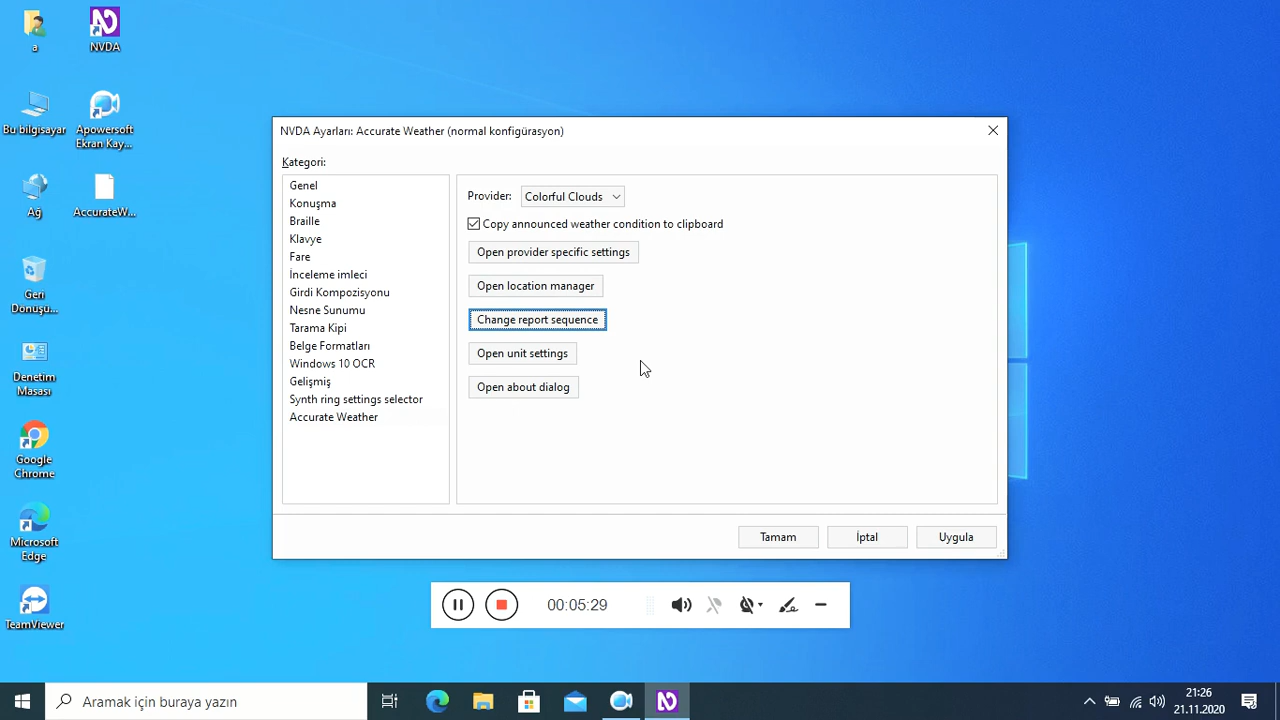 a
NVDA
Bu bilgisayar
Apowersoft
Ekran Kay...
Ağ
AccurateW...
Geri
Dönüşü...
Denetim
Masası
Google
Chrome
Microsoft
Edge
TeamViewer
NVDA Ayarları: Accurate Weather (normal konfigürasyon)
Kategori:
Genel
Konuşma
Braille
Klavye
Fare
İnceleme imleci
Girdi Kompozisyonu
Nesne Sunumu
Tarama Kipi
Belge Formatları
Windows 10 OCR
Gelişmiş
Synth ring settings selector
Accurate Weather
Provider: Colorful Clouds
Copy announced weather condition to clipboard
Open provider specific settings
Open location manager
Change report sequence
Open unit settings
Open about dialog
Tamam İptal Uygula
00:05:29
Aramak için buraya yazın
21:26
21.11.2020